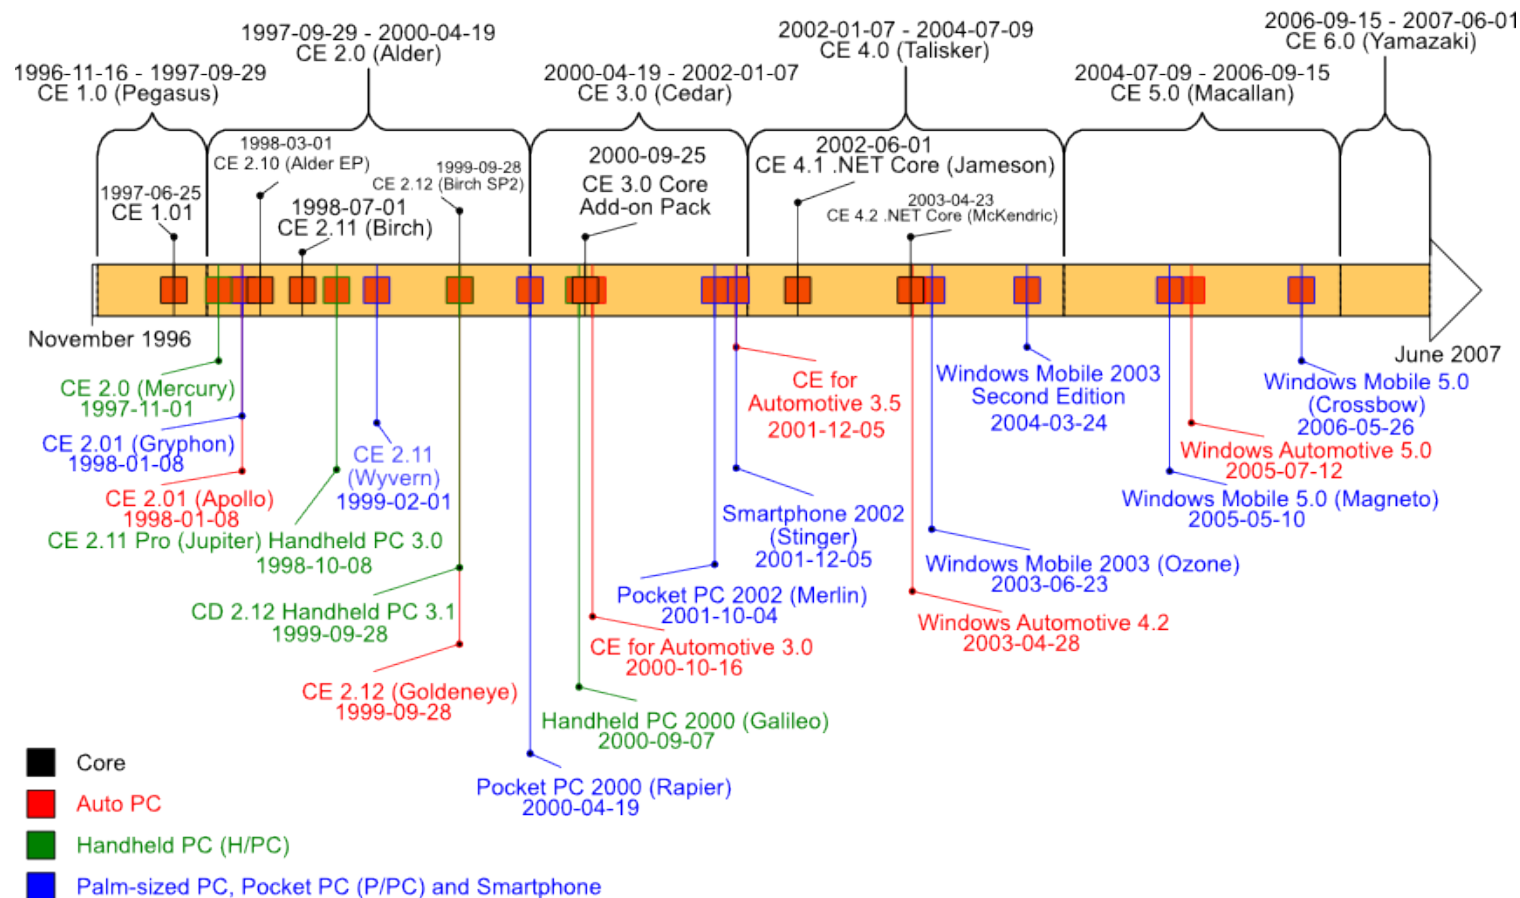 1996-11-16 - 1997-09-29
CE 1.0 (Pegasus)
1997-09-29 - 2000-04-19
CE 2.0 (Alder)
2000-04-19 - 2002-01-07
CE 3.0 (Cedar)
2002-01-07 - 2004-07-09
CE 4.0 (Talisker)
2004-07-09 - 2006-09-15
CE 5.0 (Macallan)
2006-09-15 - 2007-06-01
CE 6.0 (Yamazaki)
1997-06-25
CE 1.01
1998-03-01
CE 2.10 (Alder EP)
1998-07-01
CE 2.11 (Birch)
1999-09-28
CE 2.12 (Birch SP2)
2000-09-25
CE 3.0 Core
Add-on Pack
2002-06-01
CE 4.1 .NET Core (Jameson)
2003-04-23
CE 4.2 .NET Core (McKendric)
November 1996
June 2007
CE 2.0 (Mercury)
1997-11-01
CE 2.01 (Gryphon)
1998-01-08
CE 2.01 (Apollo)
1998-01-08
CE 2.11 Pro (Jupiter) Handheld PC 3.0
1998-10-08
CE 2.11
(Wyvern)
1999-02-01
CD 2.12 Handheld PC 3.1
1999-09-28
CE 2.12 (Goldeneye)
1999-09-28
Pocket PC 2000 (Rapier)
2000-04-19
Handheld PC 2000 (Galileo)
2000-09-07
CE for Automotive 3.0
2000-10-16
Pocket PC 2002 (Merlin)
2001-10-04
Smartphone 2002
(Stinger)
2001-12-05
CE for
Automotive 3.5
2001-12-05
Windows Automotive 4.2
2003-04-28
Windows Mobile 2003 (Ozone)
2003-06-23
Windows Mobile 2003
Second Edition
2004-03-24
Windows Mobile 5.0 (Magneto)
2005-05-10
Windows Automotive 5.0
2005-07-12
Windows Mobile 5.0
(Crossbow)
2006-05-26
Core
Auto PC
Handheld PC (H/PC)
Palm-sized PC, Pocket PC (P/PC) and Smartphone